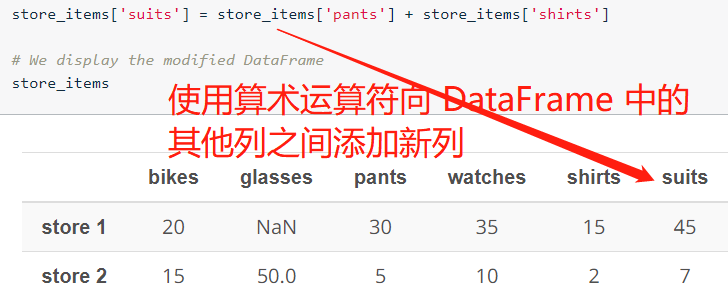 store_items['suits'] = store_items['pants'] + store_items['shirts']
# We display the modified DataFrame
store_items
使用算术运算符向 DataFrame 中的
其他列之间添加新列
bikes glasses pants watches shirts suits
store 1 20 NaN 30 35 15 45
store 2 15 50.0 5 10 2 7